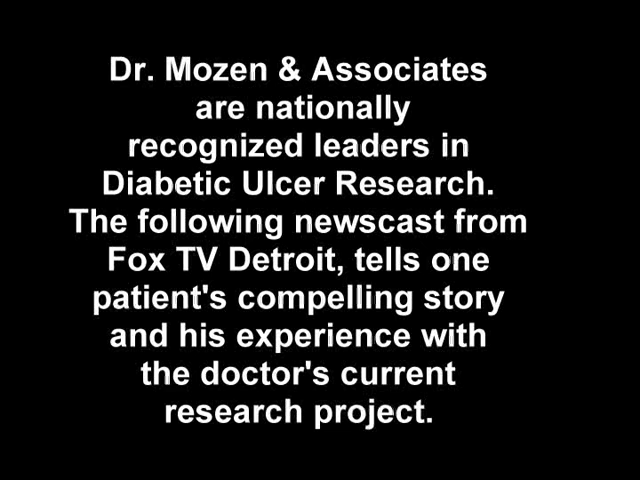 Dr. Mozen & Associates
are nationally
recognized leaders in
Diabetic Ulcer Research.
The following newscast from
Fox TV Detroit, tells one
patient's compelling story
and his experience with
the doctor's current
research project.